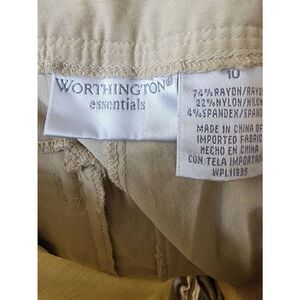 WORTHINGTON®
essentials
10
74% RAYON/RAYO
22% NYLON/NILO
4% SPANDEX/SPAND
MADE IN CHINA OF
IMPORTED FABRIC
HECHO EN CHINA
CON TELA IMPORTAD